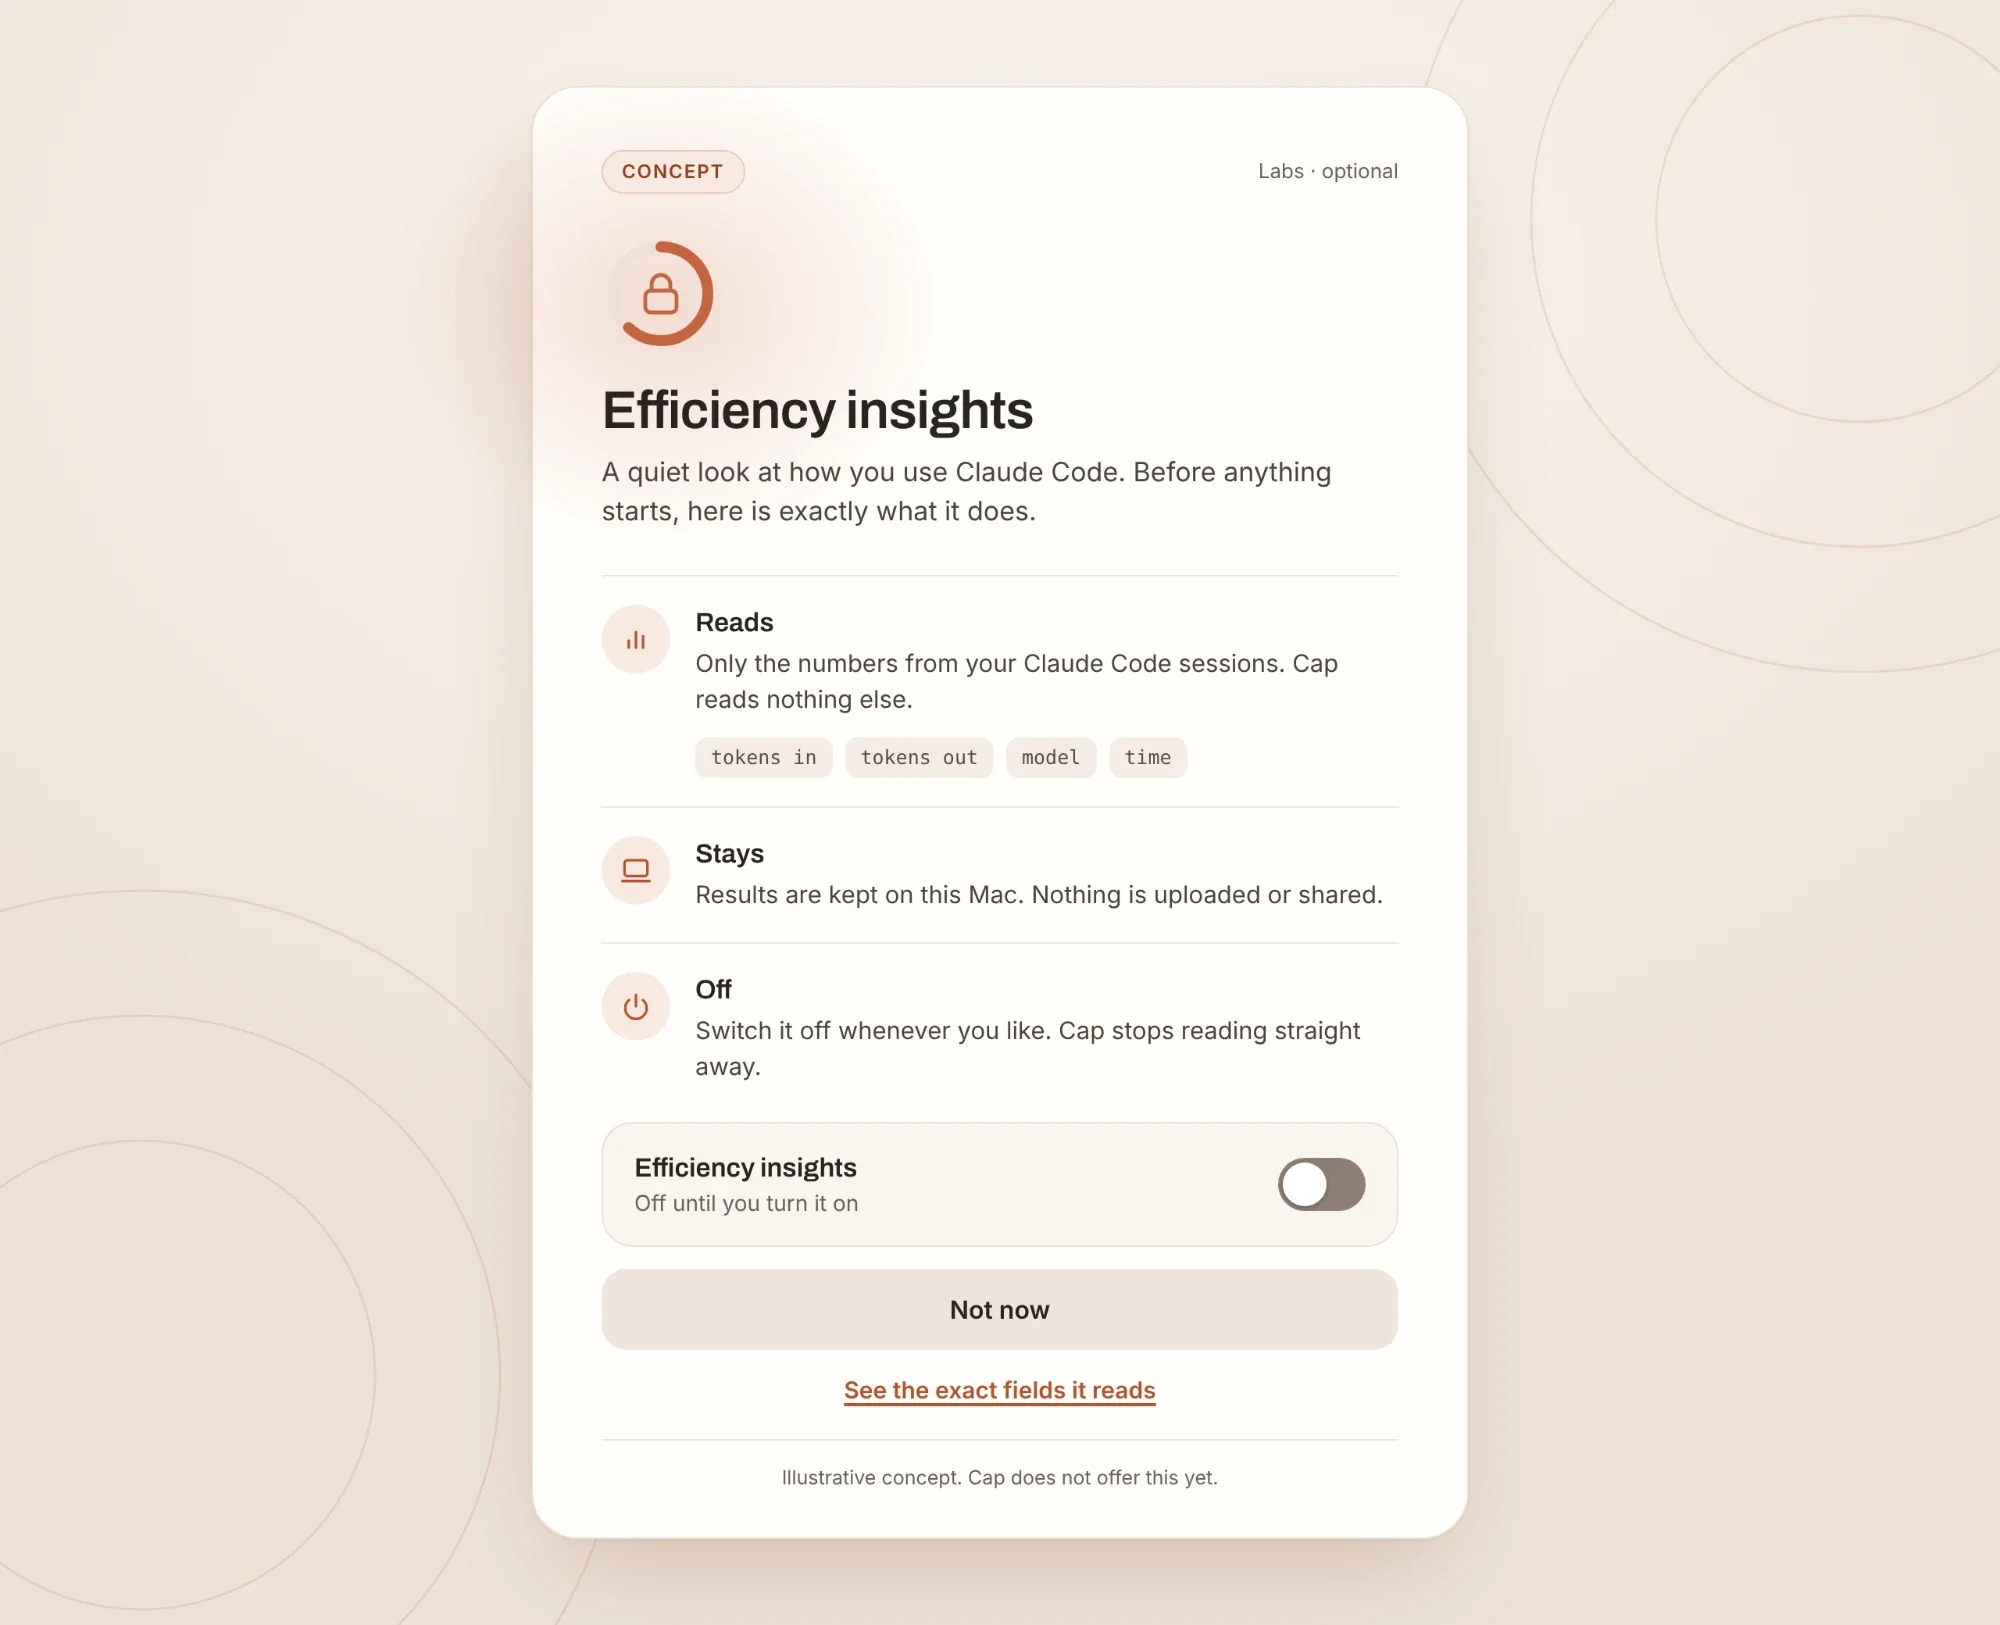 CONCEPT
Labs · optional
Efficiency insights
A quiet look at how you use Claude Code. Before anything
starts, here is exactly what it does.
Reads
Only the numbers from your Claude Code sessions. Cap
reads nothing else.
tokens in tokens out model time
Stays
Results are kept on this Mac. Nothing is uploaded or shared.
Off
Switch it off whenever you like. Cap stops reading straight
away.
Efficiency insights
Off until you turn it on
Not now
See the exact fields it reads
Illustrative concept. Cap does not offer this yet.